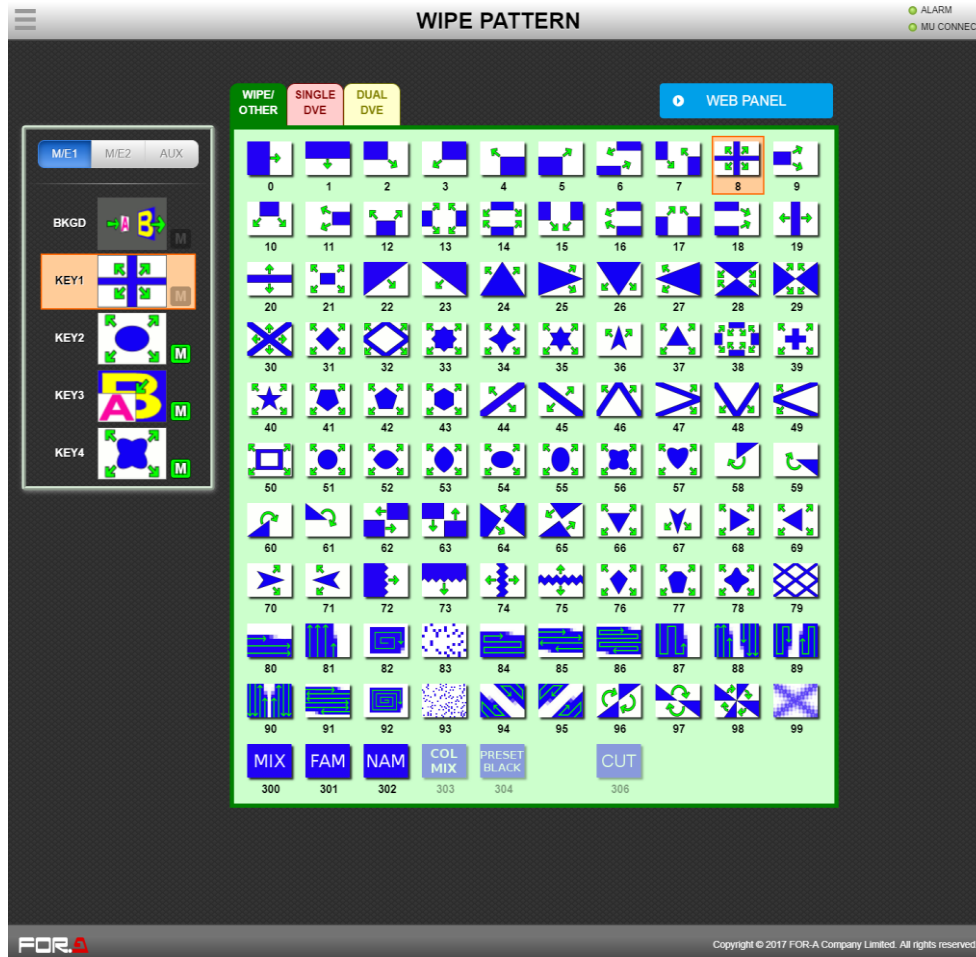 WIPE PATTERN
ALARM
MU CONNEC
WIPE/
OTHER
SINGLE
DVE
DUAL
DVE
WEB PANEL
M/E1 M/E2 AUX
BKGD A B M
KEY1 M
KEY2 M
KEY3 A B M
KEY4 M
0 1 2 3 4 5 6 7 8 9
10 11 12 13 14 15 16 17 18 19
20 21 22 23 24 25 26 27 28 29
30 31 32 33 34 35 36 37 38 39
40 41 42 43 44 45 46 47 48 49
50 51 52 53 54 55 56 57 58 59
60 61 62 63 64 65 66 67 68 69
70 71 72 73 74 75 76 77 78 79
80 81 82 83 84 85 86 87 88 89
90 91 92 93 94 95 96 97 98 99
MIX FAM NAM COL MIX PRESET BLACK CUT
300 301 302 303 304 306
FOR.A
Copyright © 2017 FOR-A Company Limited. All rights reserved.